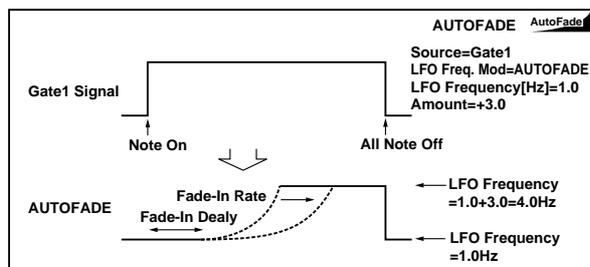 AUTOFADE
AutoFade
Source=Gate1
LFO Freq. Mod=AUTOFADE
LFO Frequency[Hz]=1.0
Amount=+3.0
Gate1 Signal
Note On
All Note Off
AUTOFADE
Fade-In Rate
Fade-In Dealy
LFO Frequency
=1.0+3.0=4.0Hz
LFO Frequency
=1.0Hz